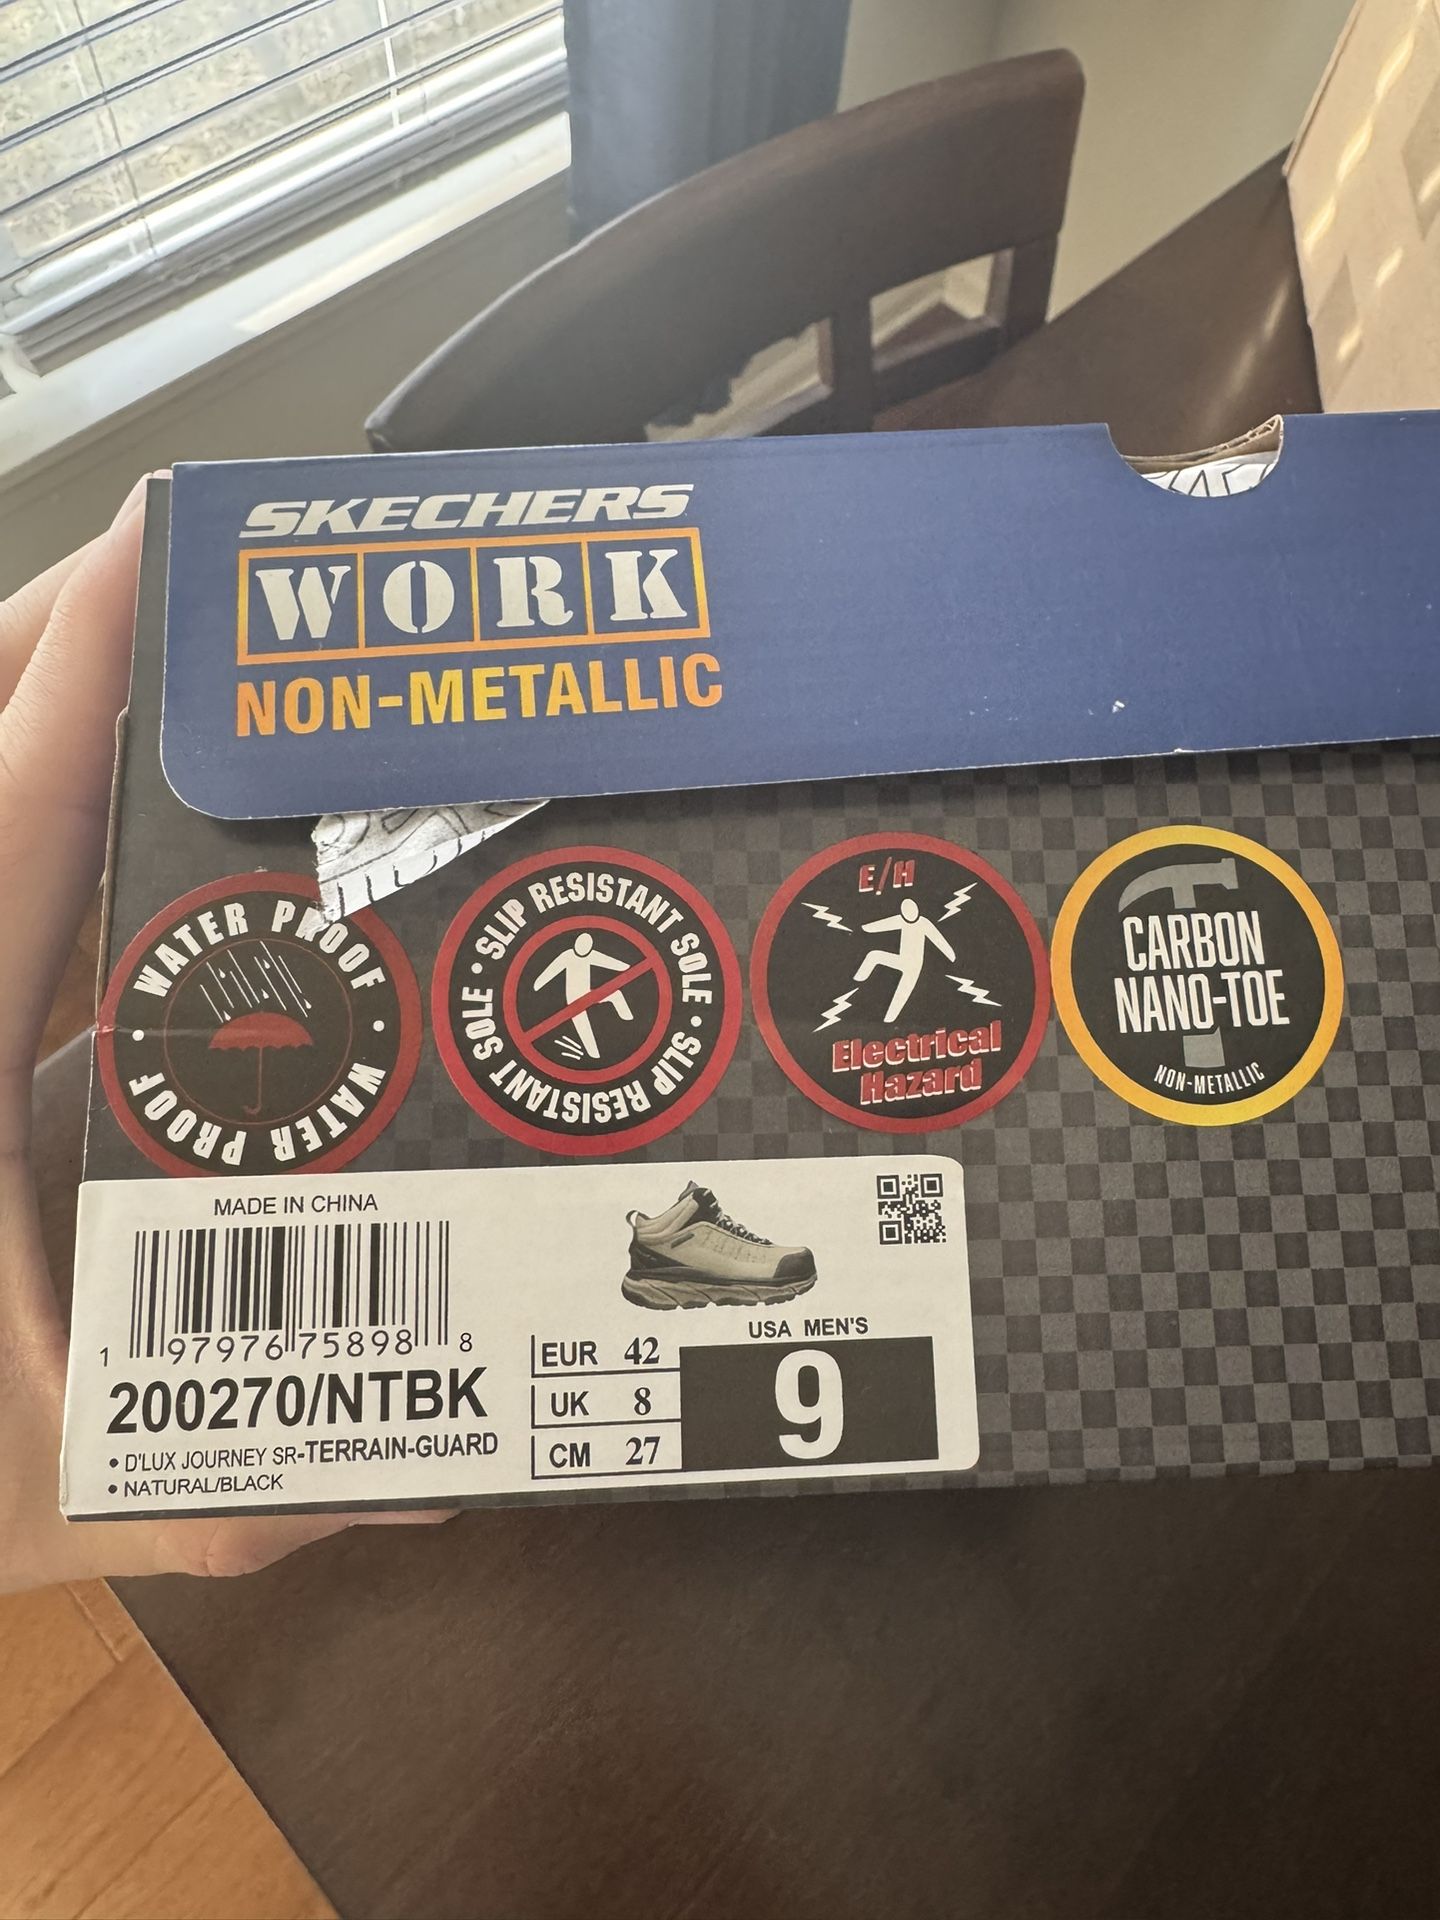 SKECHERS
WORK
NON-METALLIC
WATER PROOF • WATER PROOF •
SLIP RESISTANT SOLE • SLIP RESISTANT SOLE •
E/H
Electrical
Hazard
CARBON
NANO-TOE
NON-METALLIC
MADE IN CHINA
1 97976 75898 8
200270/NTBK
• D'LUX JOURNEY SR-TERRAIN-GUARD
• NATURAL/BLACK
EUR 42
UK 8
CM 27
USA MEN'S
9